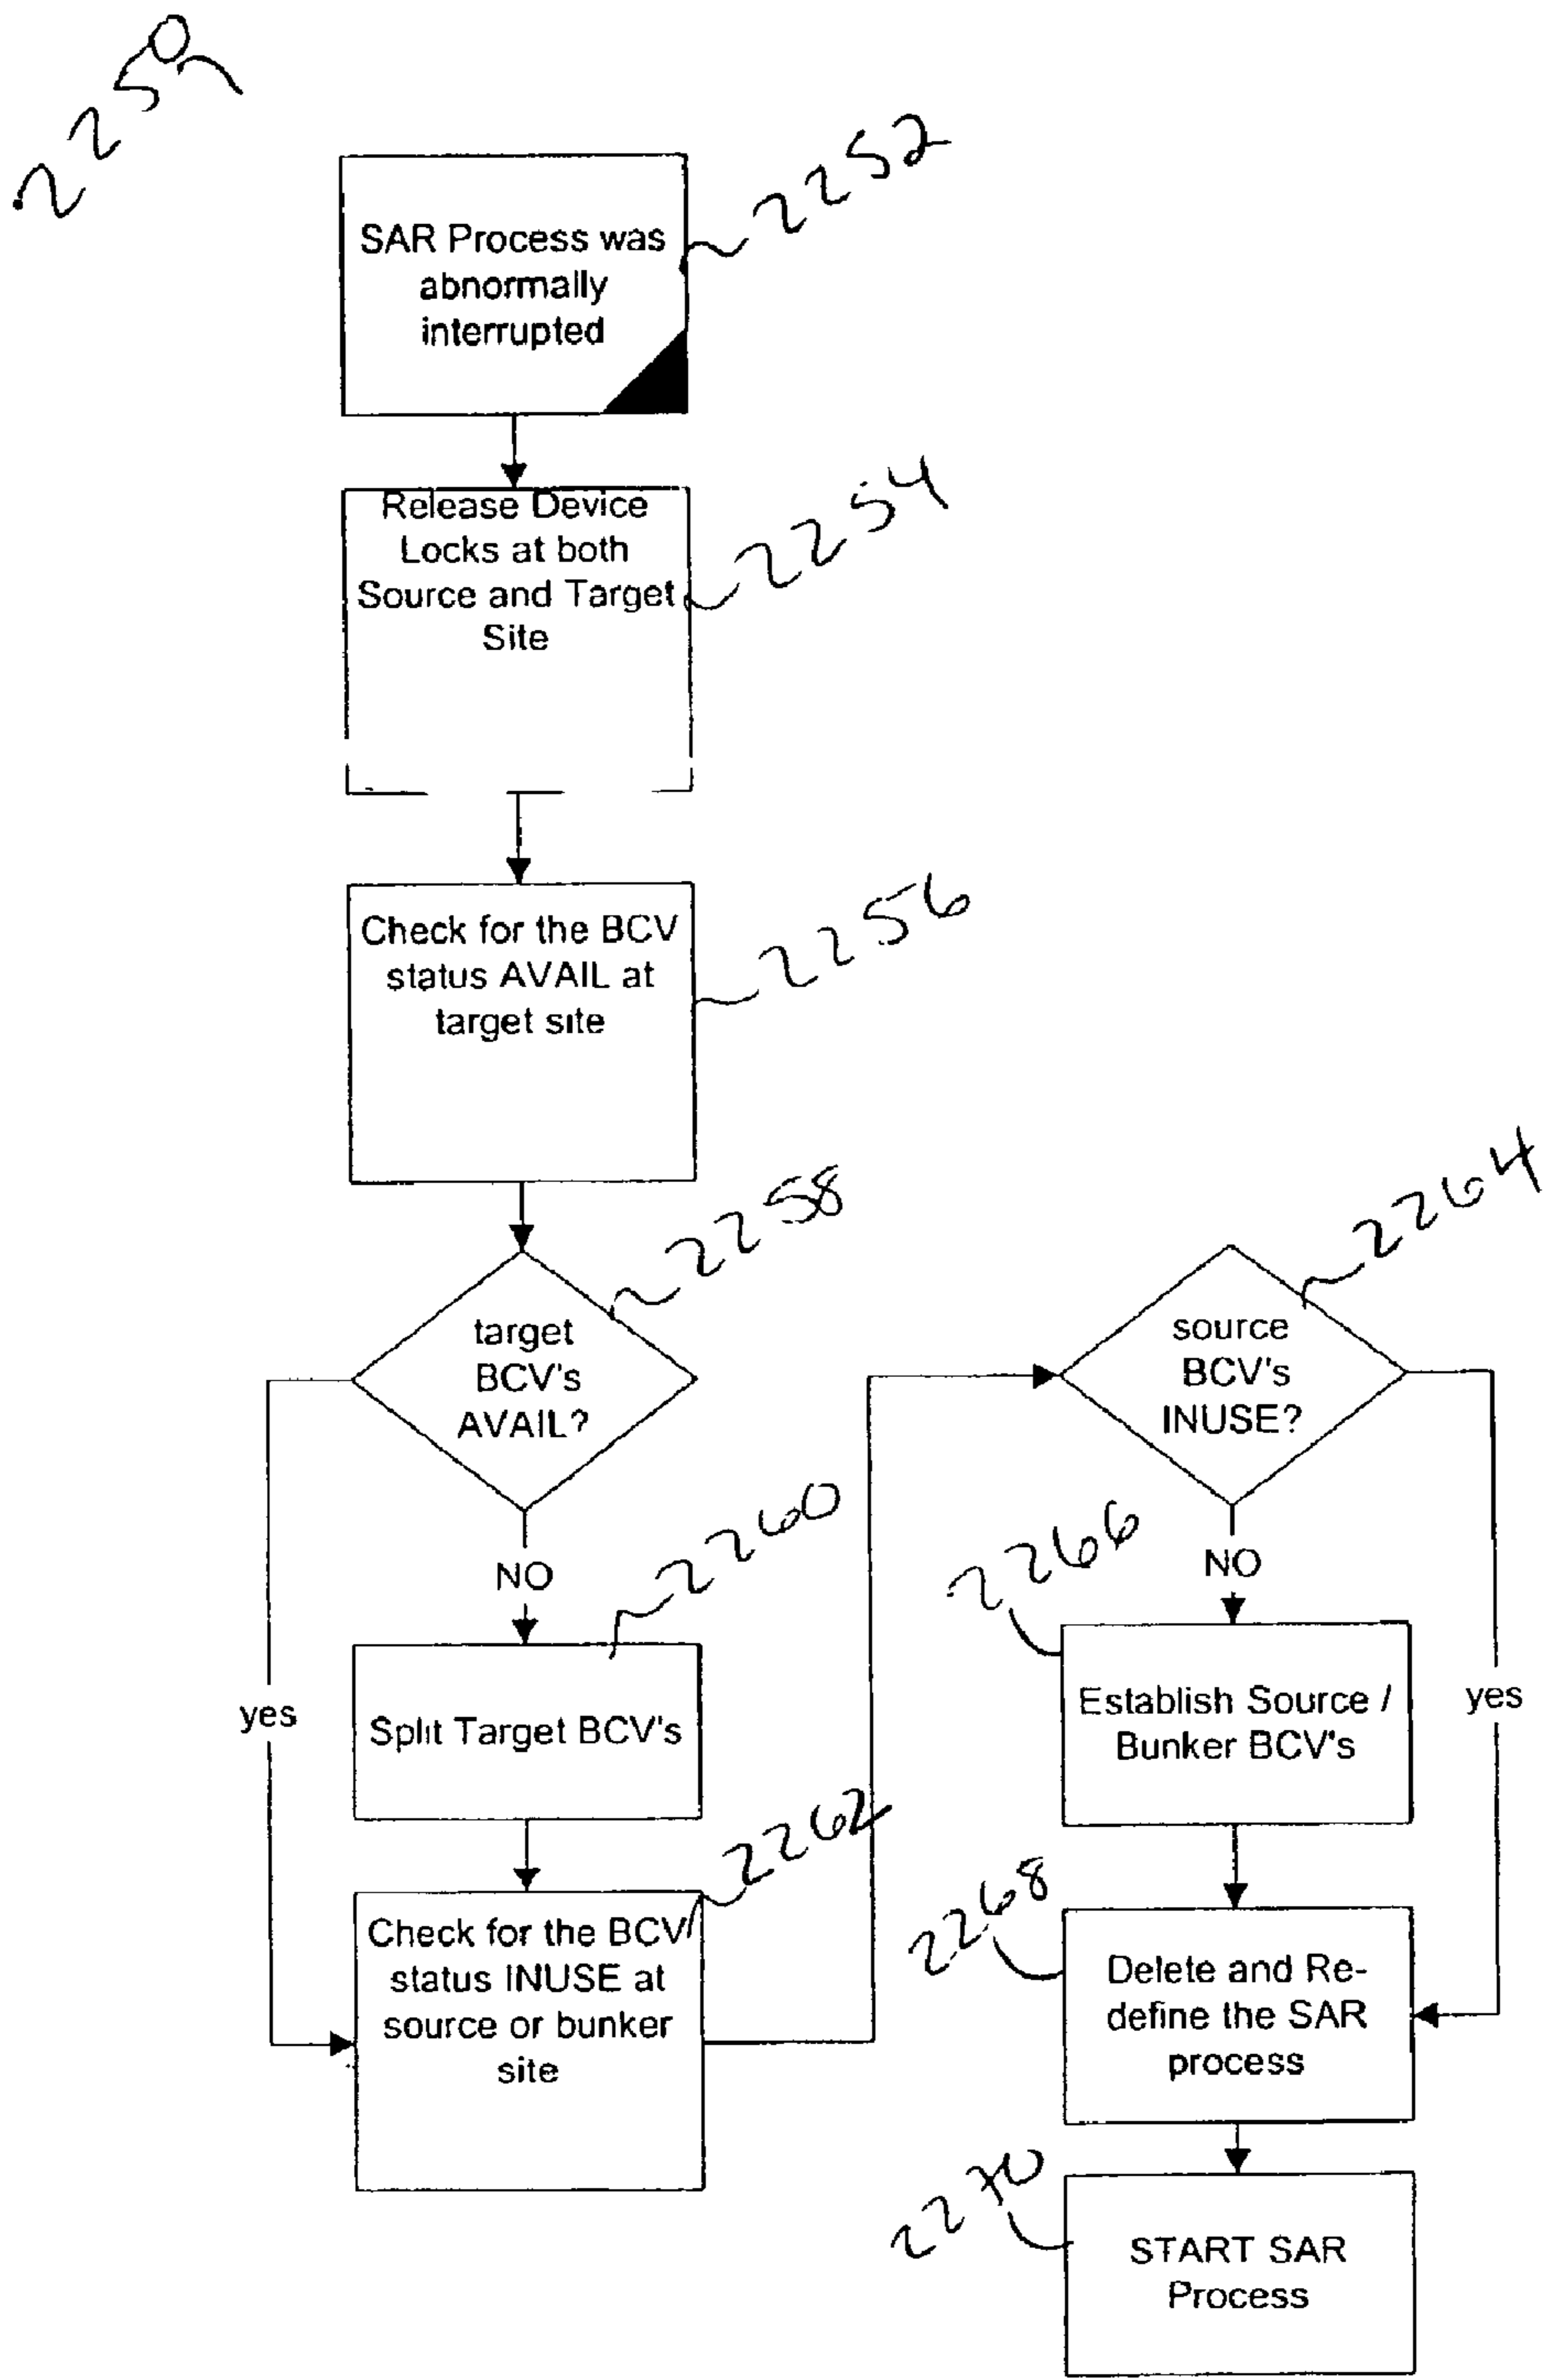 2250
SAR Process was
abnormally
interrupted
2252
Release Device
Locks at both
Source and Target
Site
2254
Check for the BCV
status AVAIL at
target site
2256
target
BCV's
AVAIL?
2258
NO
yes
Split Target BCV's
2260
Check for the BCV
status INUSE at
source or bunker
site
2262
source
BCV's
INUSE?
2264
NO
yes
Establish Source /
Bunker BCV's
2266
Delete and Re-
define the SAR
process
2268
START SAR
Process
2270